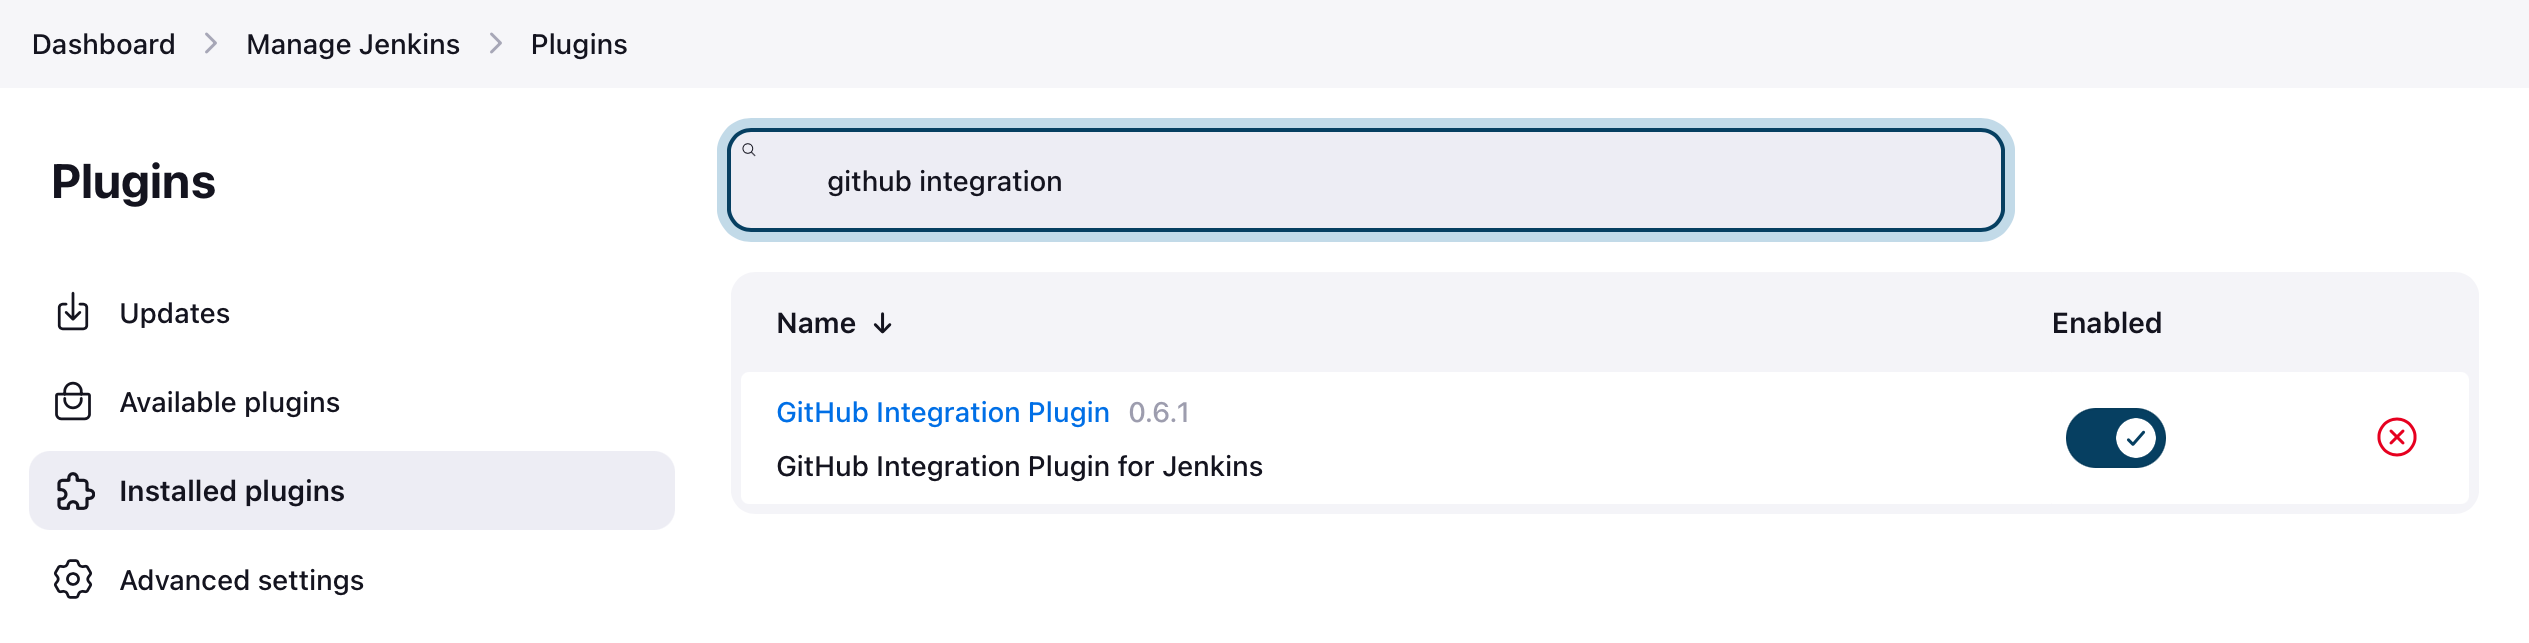 Dashboard > Manage Jenkins > Plugins
Plugins
Updates
Available plugins
Installed plugins
Advanced settings
github integration
Name ↓ Enabled
GitHub Integration Plugin 0.6.1
GitHub Integration Plugin for Jenkins